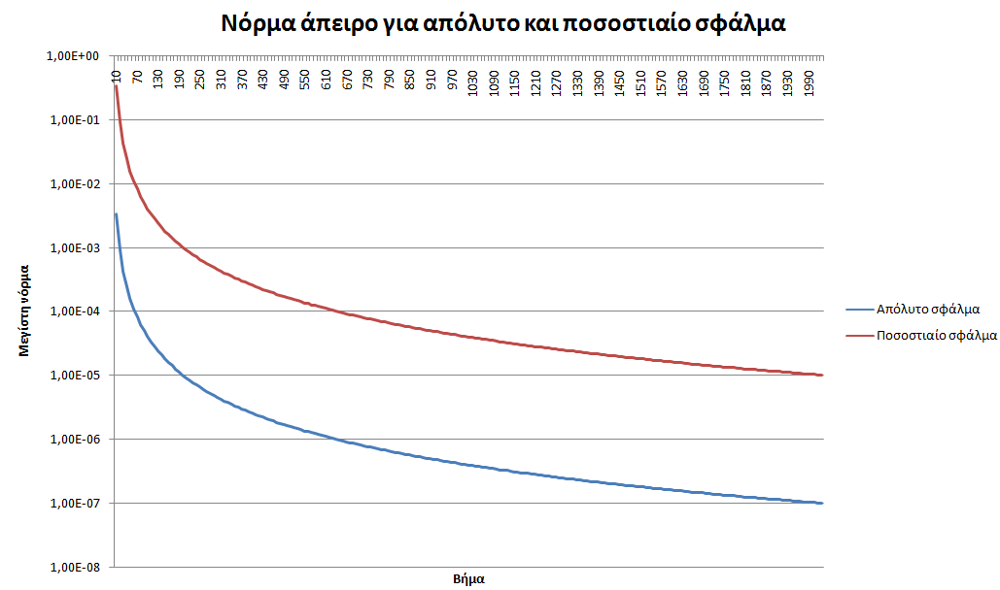 Νόρμα άπειρο για απόλυτο και ποσοστιαίο σφάλμα
1,00E+00
10 70 130 190 250 310 370 430 490 550 610 670 730 790 850 910 970 1030 1090 1150 1210 1270 1330 1390 1450 1510 1570 1630 1690 1750 1810 1870 1930 1990
1,00E-01
1,00E-02
1,00E-03
1,00E-04
1,00E-05
1,00E-06
1,00E-07
1,00E-08
Μεγίστη νόρμα
Βήμα
Απόλυτο σφάλμα
Ποσοστιαίο σφάλμα